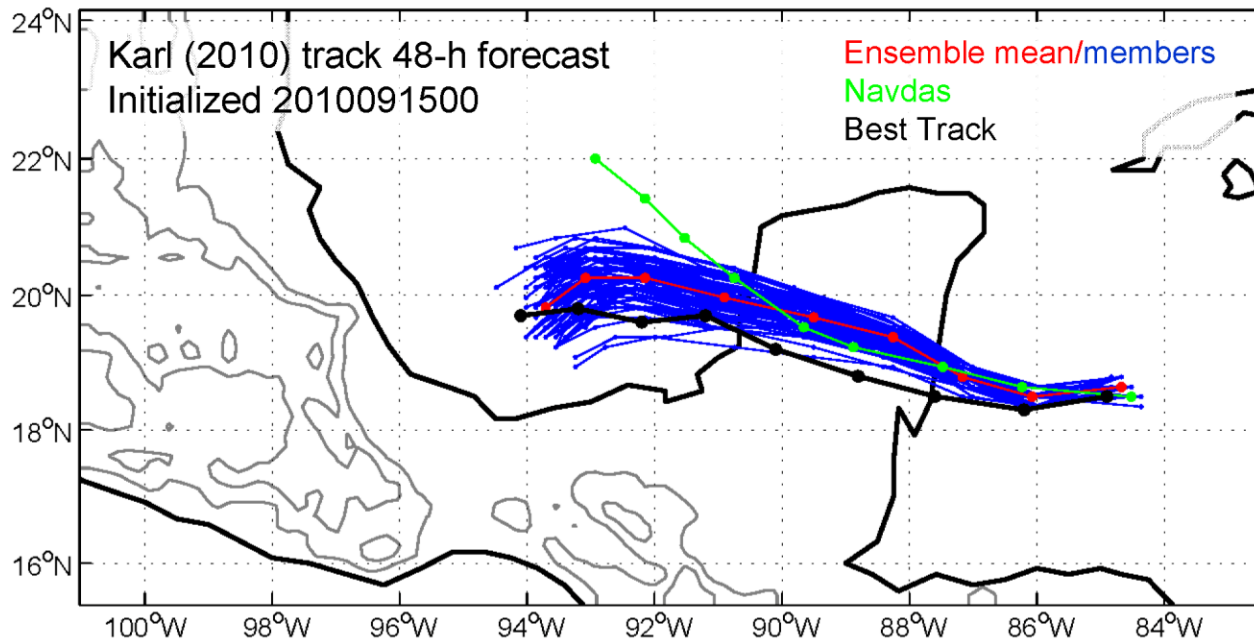 24°N
Karl (2010) track 48-h forecast
Initialized 2010091500
Ensemble mean/members
Navdas
Best Track
22°N
20°N
18°N
16°N
100°W 98°W 96°W 94°W 92°W 90°W 88°W 86°W 84°W